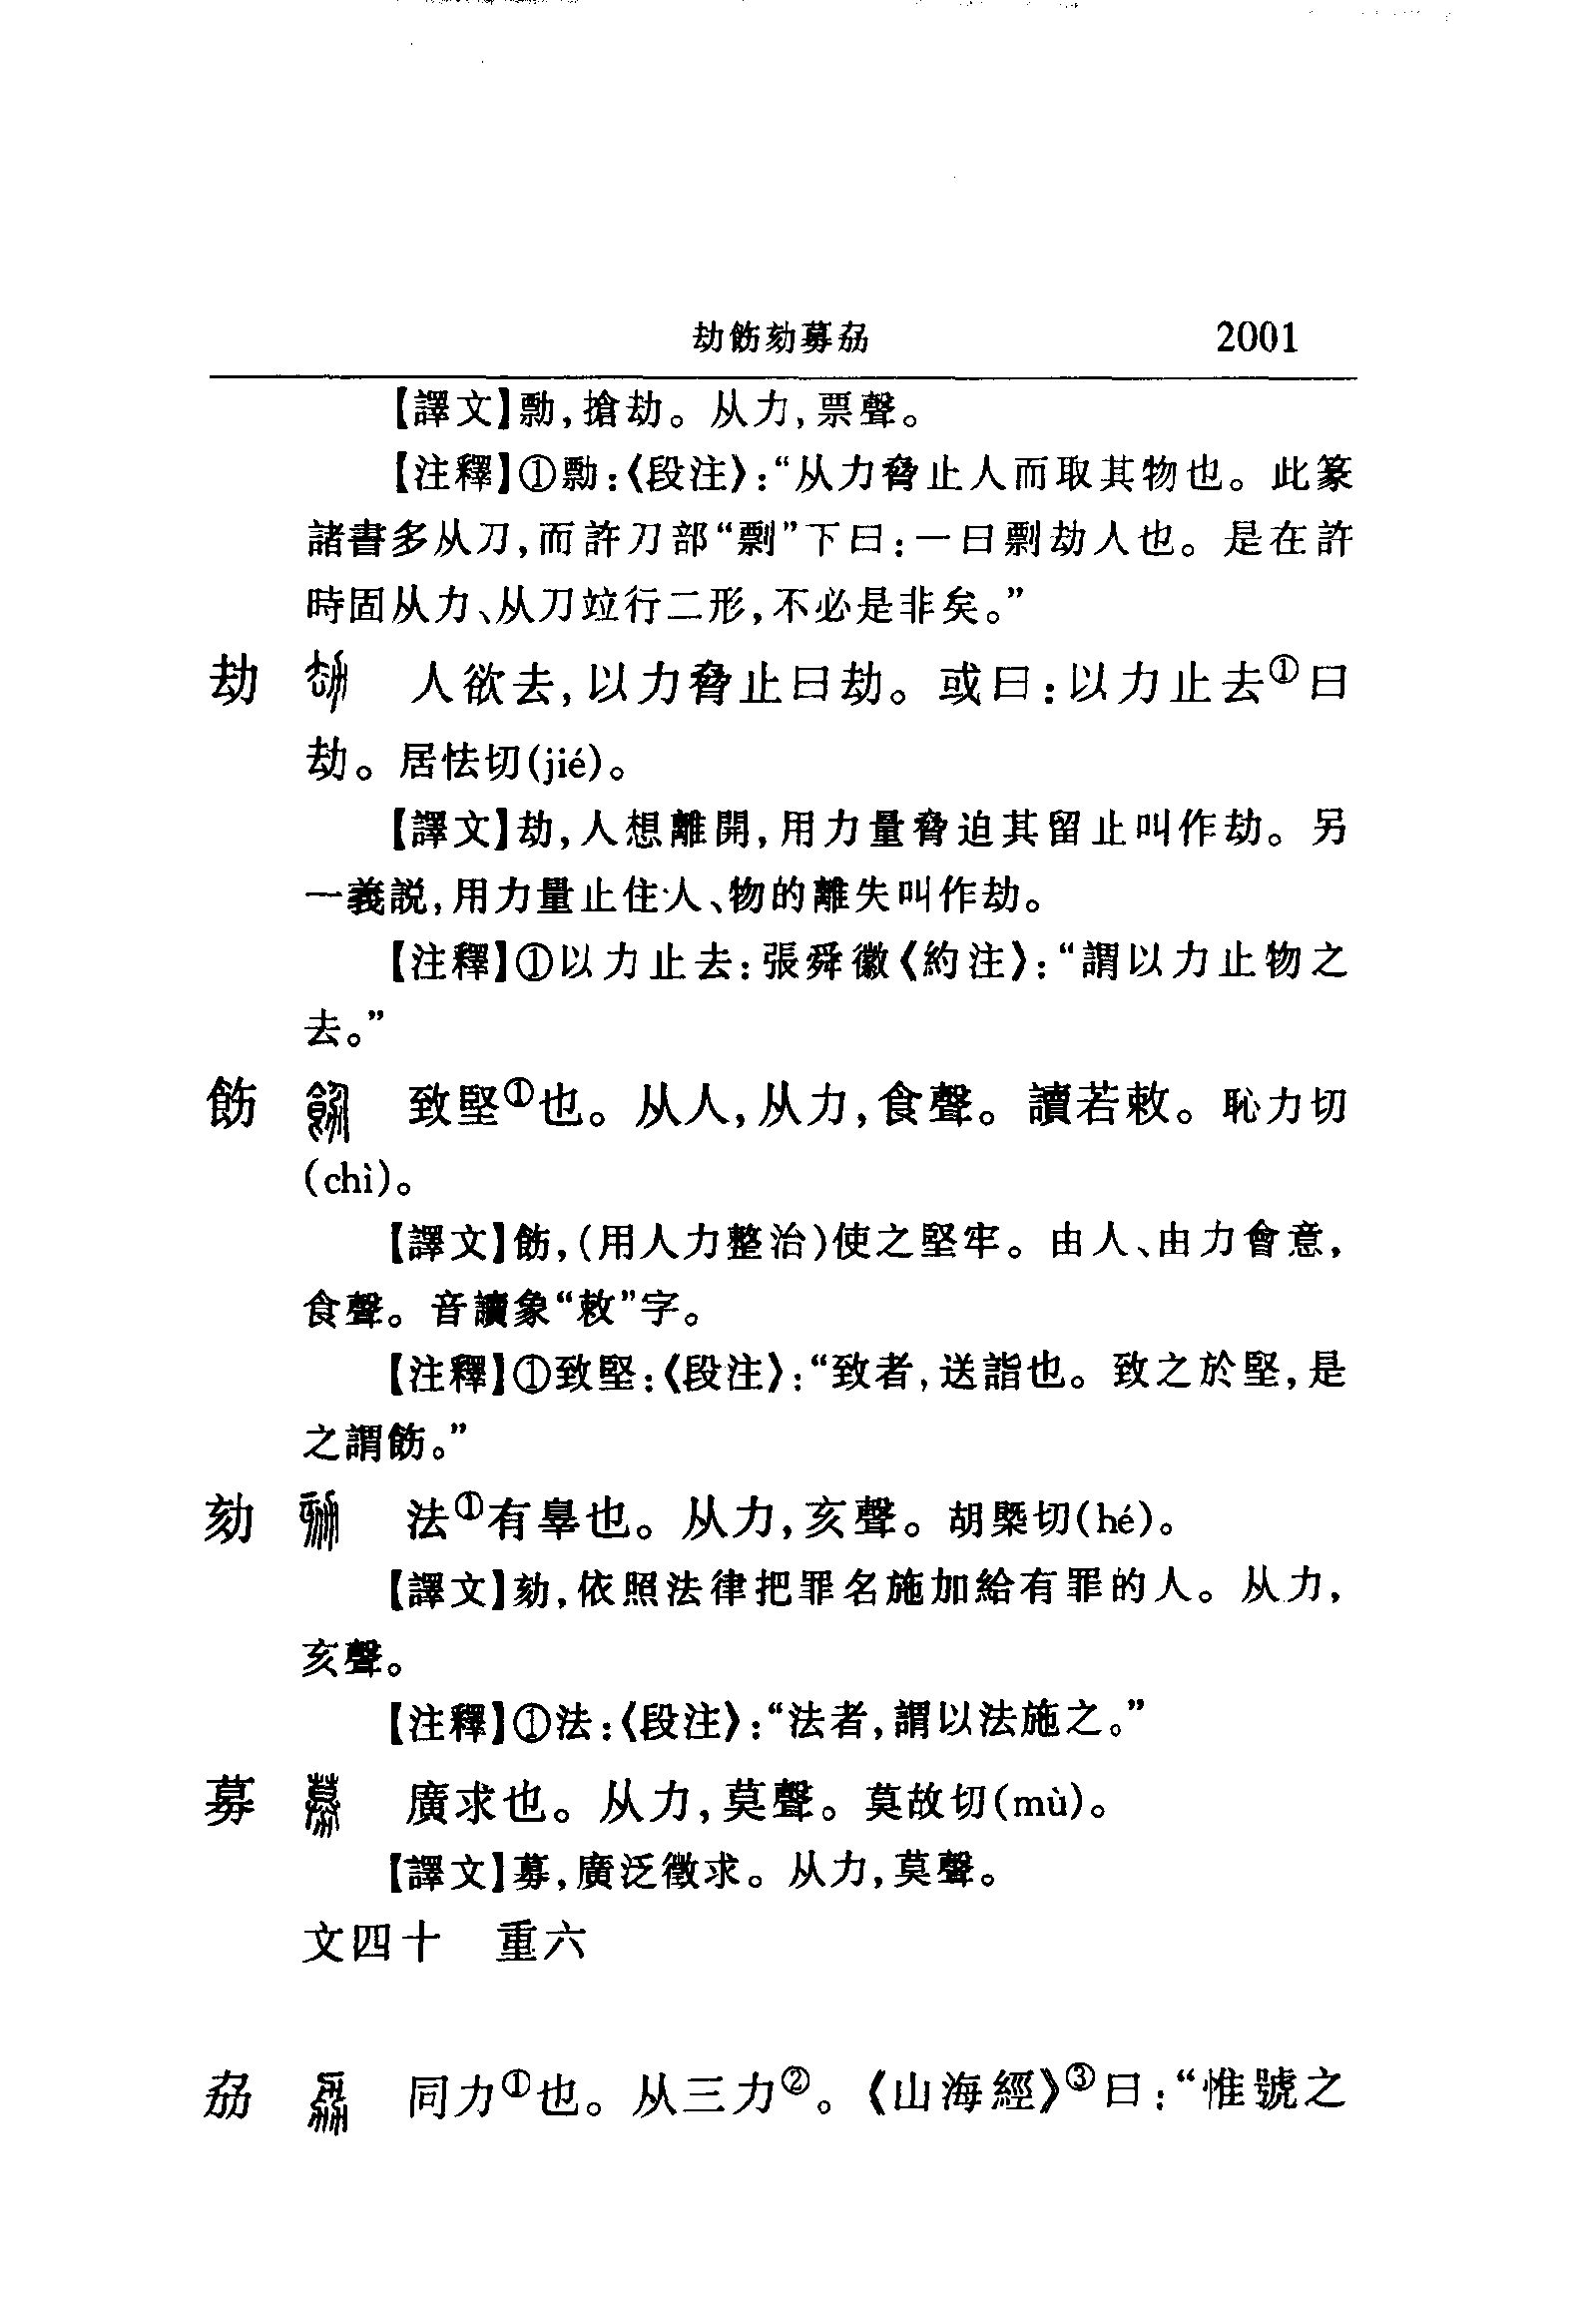 劫飭劾募劦 2001
【譯文】勡,搶劫。从力,票聲。
【注釋】①勡:《段注》:“从力脅止人而取其物也。此篆
諸書多从刀,而許刀部“剽”下曰:一曰剽劫人也。是在許
時固从力、从刀竝行二形,不必是非矣。”
劫 人欲去,以力脅止曰劫。或曰:以力止去①曰
劫。居怯切(jié)。
【譯文】劫,人想離開,用力量脅迫其留止叫作劫。另
一義説,用力量止住人、物的離失叫作劫。
【注釋】①以力止去:張舜徽《約注》:“謂以力止物之
去。”
飭 致堅①也。从人,从力,食聲。讀若敕。恥力切
(chì)。
【譯文】飭,(用人力整治)使之堅牢。由人、由力會意,
食聲。音讀象“敕”字。
【注釋】①致堅:《段注》:“致者,送詣也。致之於堅,是
之謂飭。”
劾 法①有辠也。从力,亥聲。胡槩切(hé)。
【譯文】劾,依照法律把罪名施加給有罪的人。从力,
亥聲。
【注釋】①法:《段注》:“法者,謂以法施之。”
募 廣求也。从力,莫聲。莫故切(mù)。
【譯文】募,廣泛徵求。从力,莫聲。
文四十 重六
劦 同力①也。从三力②。《山海經》③曰:“惟號之